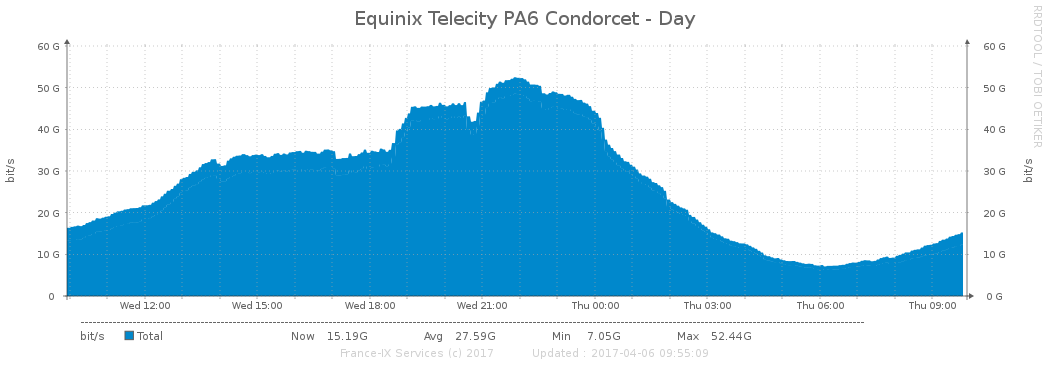 Equinix Telecity PA6 Condorcet - Day
RRDTOOL / TOBI OETIKER
60 G 60 G
50 G 50 G
40 G 40 G
30 G 30 G
20 G 20 G
10 G 10 G
0 0 G
bit/s
bit/s
Wed 12:00 Wed 15:00 Wed 18:00 Wed 21:00 Thu 00:00 Thu 03:00 Thu 06:00 Thu 09:00
bit/s Total Now 15.19G Avg 27.59G Min 7.05G Max 52.44G
France-IX Services (c) 2017 Updated : 2017-04-06 09:55:09